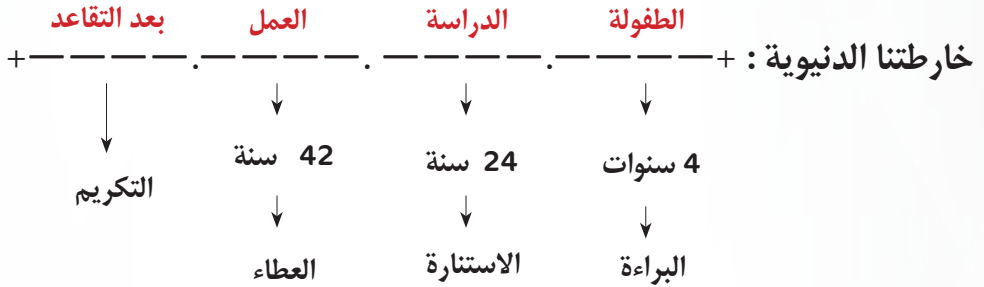 الطفولة الدراسة العمل بعد التقاعد
خارطتنا الدنيوية : +————.————.————.————+
4 سنوات 24 سنة 42 سنة التكريم
البراءة الاستنارة العطاء